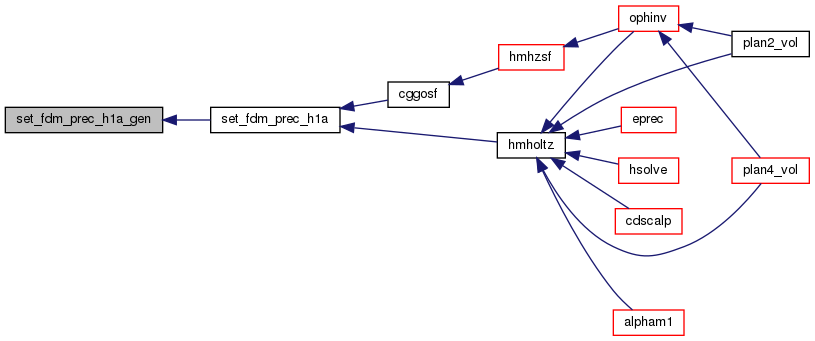 set_fdm_prec_h1a_gen
set_fdm_prec_h1a
cggosf
hmhzsf
ophinv
plan2_vol
hmholtz
eprec
hsolve
plan4_vol
cdscalp
alpham1